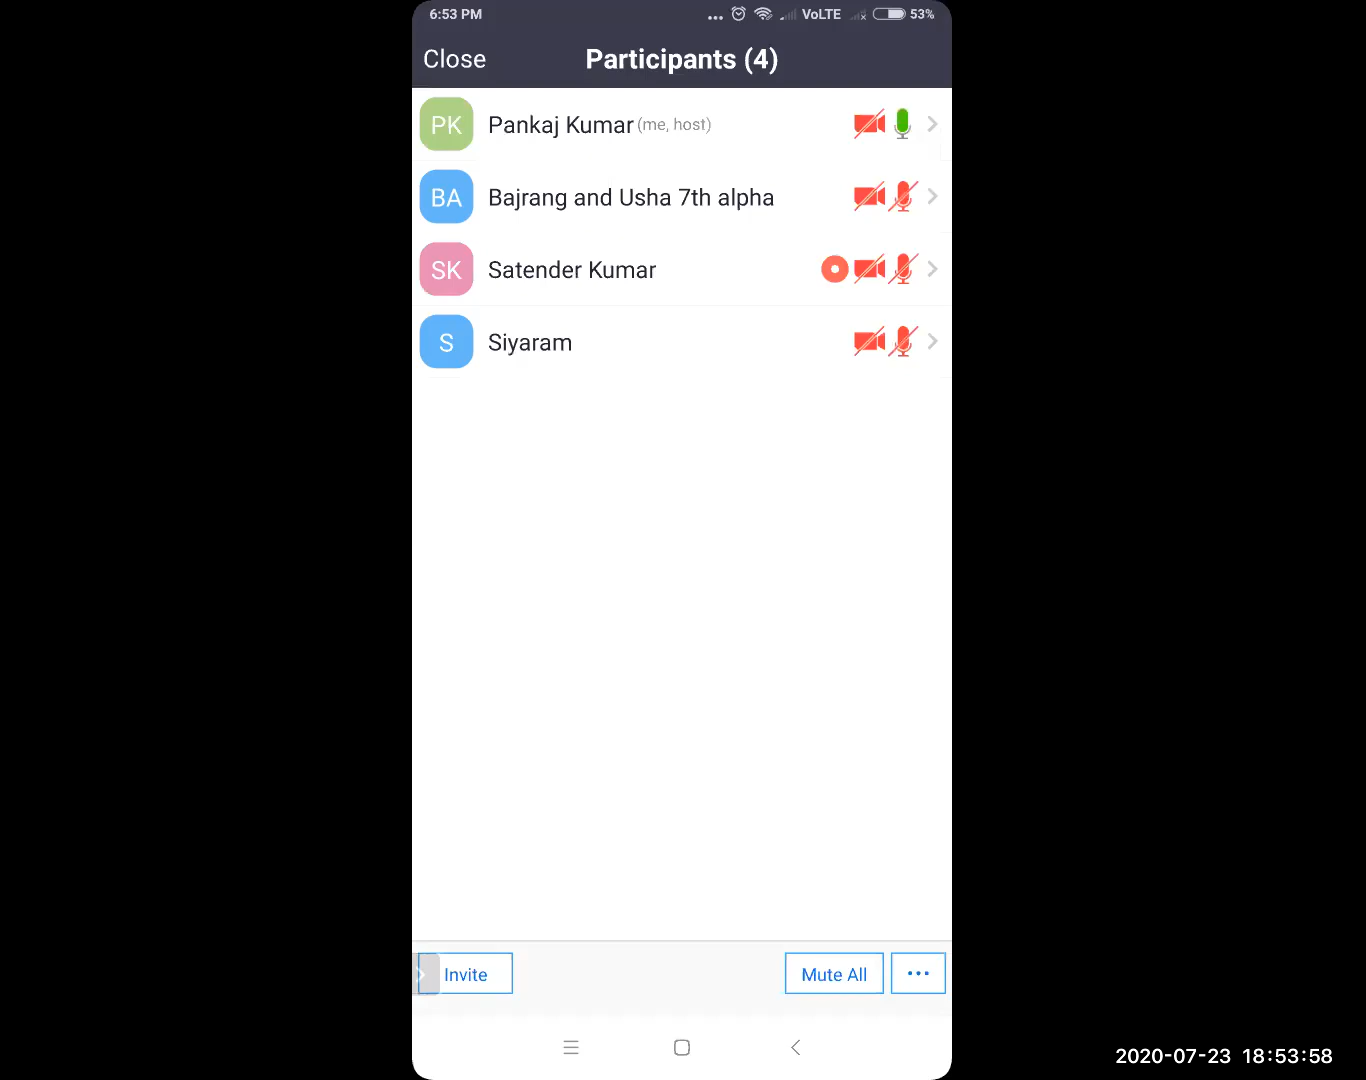 6:53 PM ... VoLTE 53%
Close Participants (4)
PK Pankaj Kumar (me, host)
BA Bajrang and Usha 7th alpha
SK Satender Kumar
S Siyaram
Invite Mute All ...
2020-07-23 18:53:58